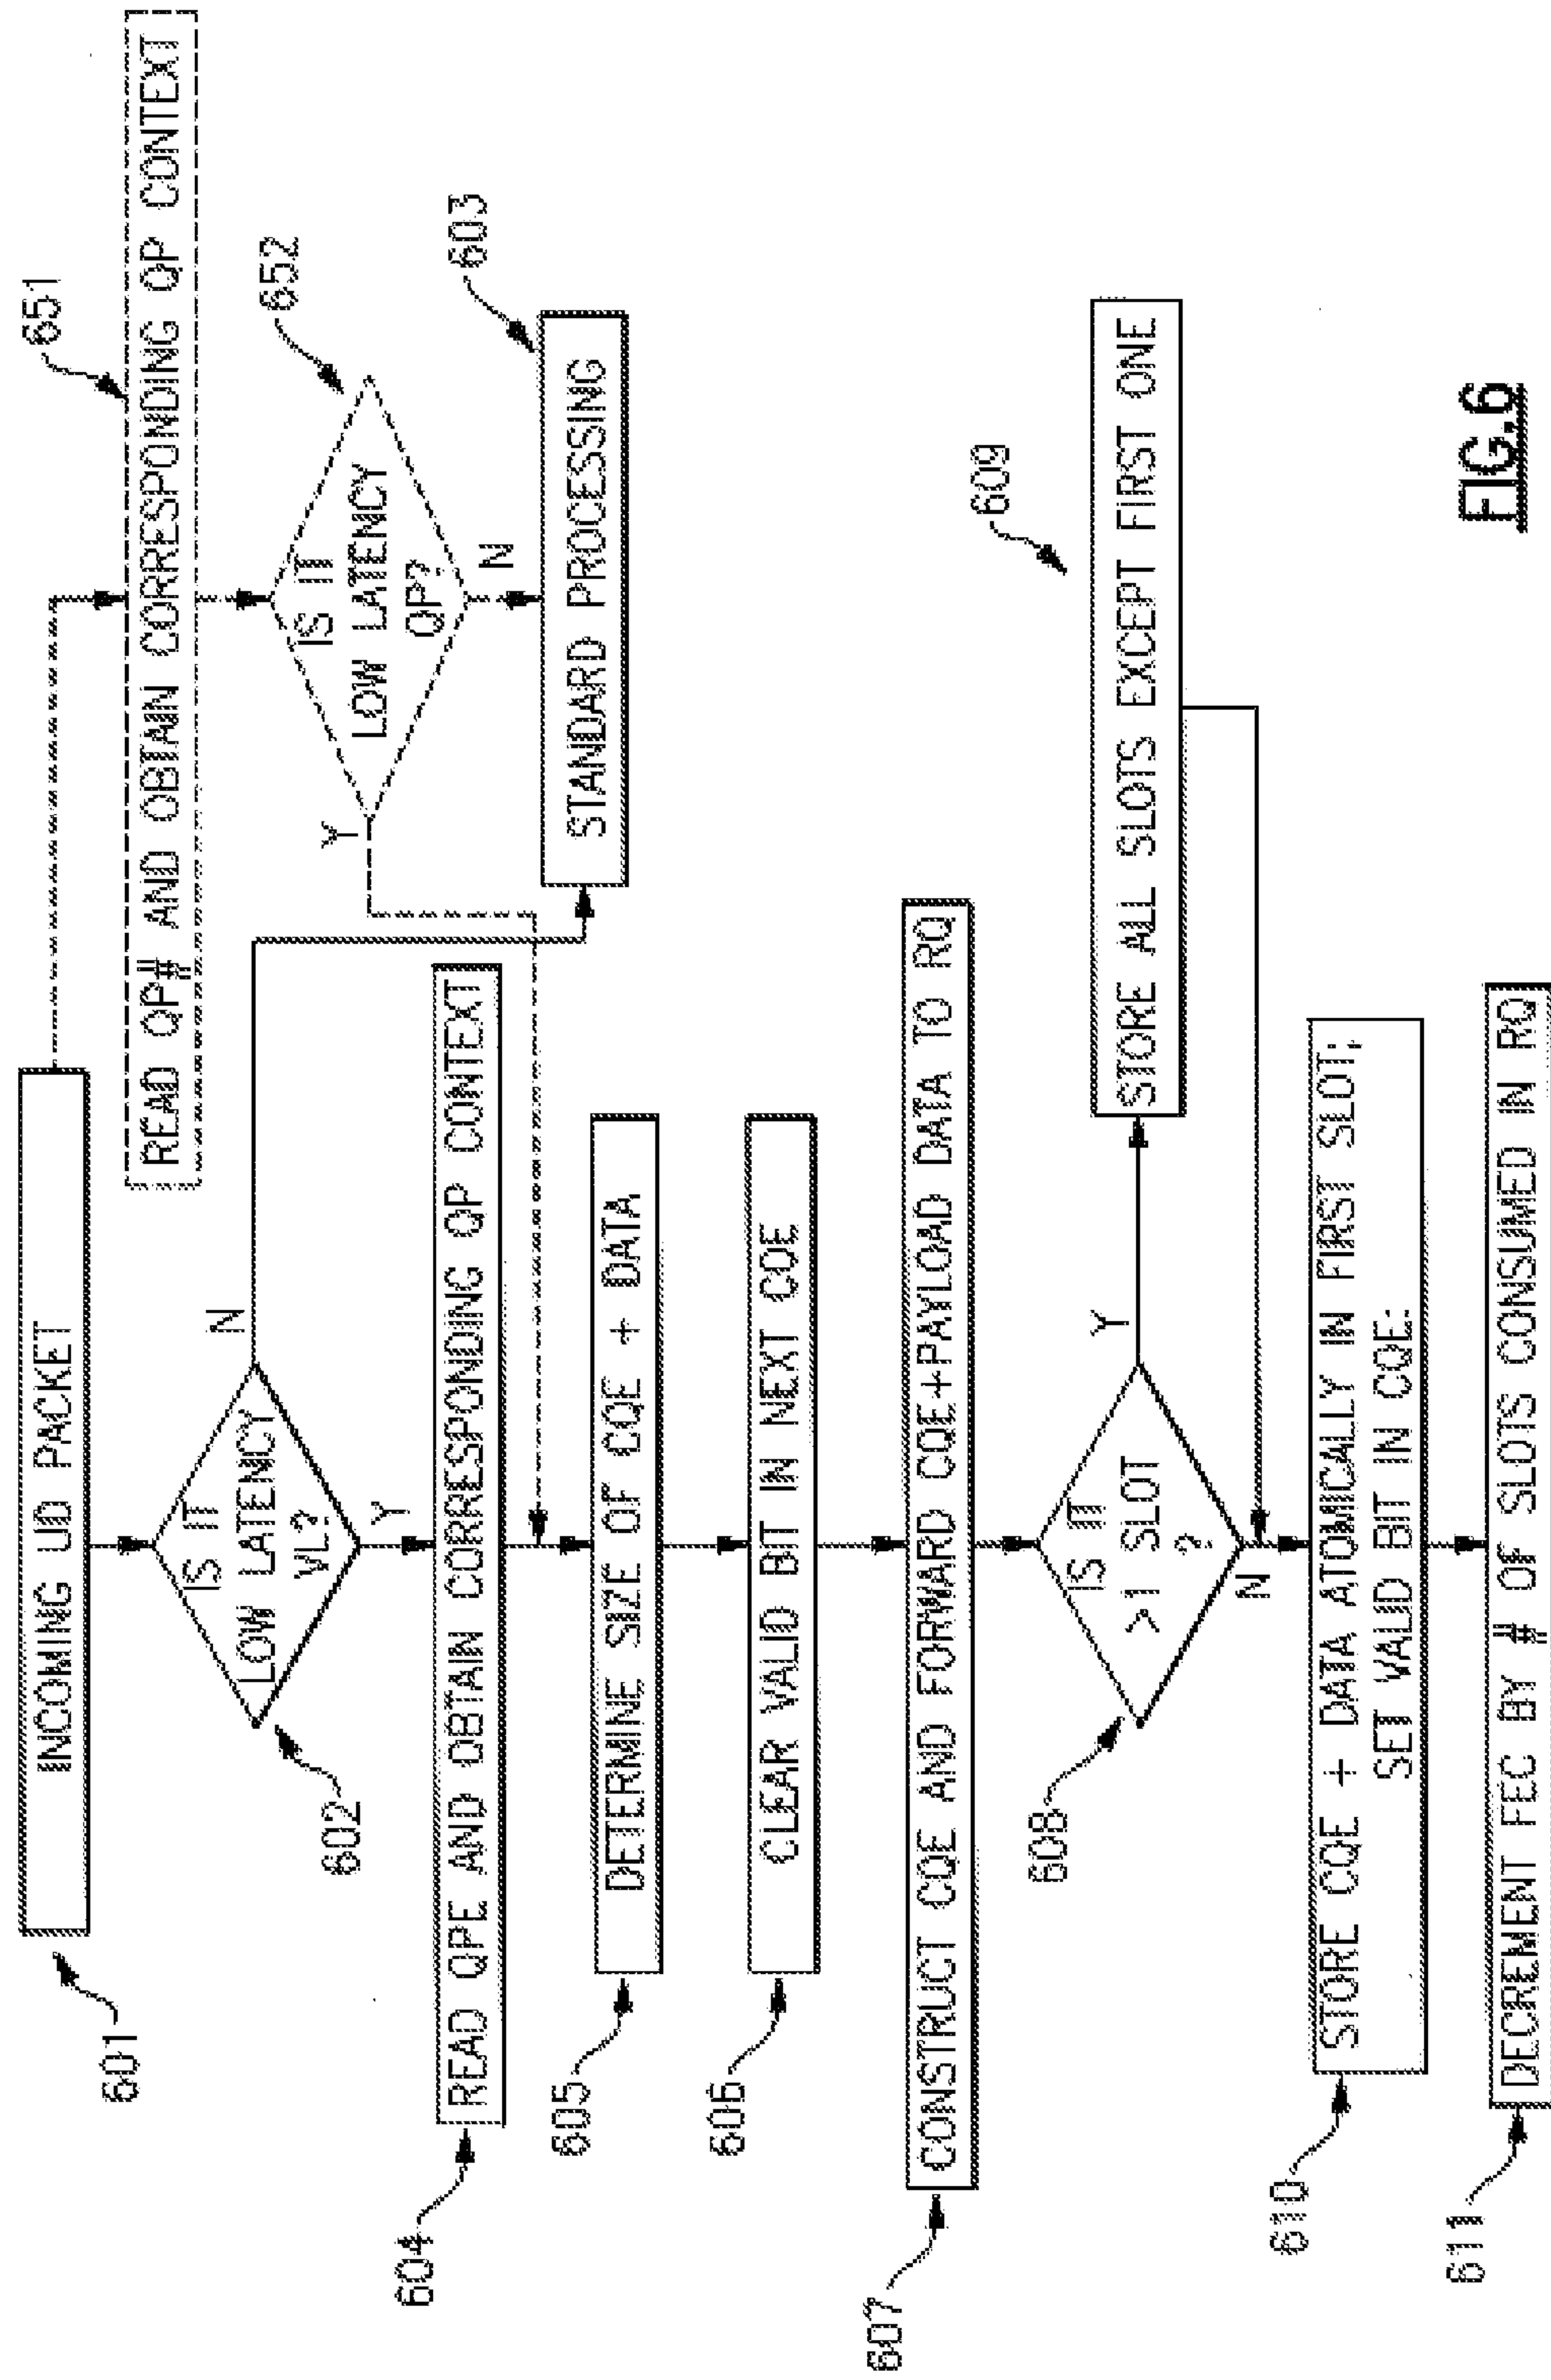 601
INCOMING UD PACKET
651
READ QP# AND OBTAIN CORRESPONDING QP CONTEXT
602
IS IT
LOW LATENCY
VL?
N
Y
652
IS IT
LOW LATENCY
QP?
Y
N
603
STANDARD PROCESSING
604
READ QPE AND OBTAIN CORRESPONDING QP CONTEXT
605
DETERMINE SIZE OF CQE + DATA
606
CLEAR VALID BIT IN NEXT CQE
607
CONSTRUCT CQE AND FORWARD CQE+PAYLOAD DATA TO RQ
608
IS IT
>1 SLOT
?
Y
N
609
STORE ALL SLOTS EXCEPT FIRST ONE
610
STORE CQE + DATA ATOMICALLY IN FIRST SLOT;
SET VALID BIT IN CQE:
611
DECREMENT FEC BY # OF SLOTS CONSUMED IN RQ
FIG.6